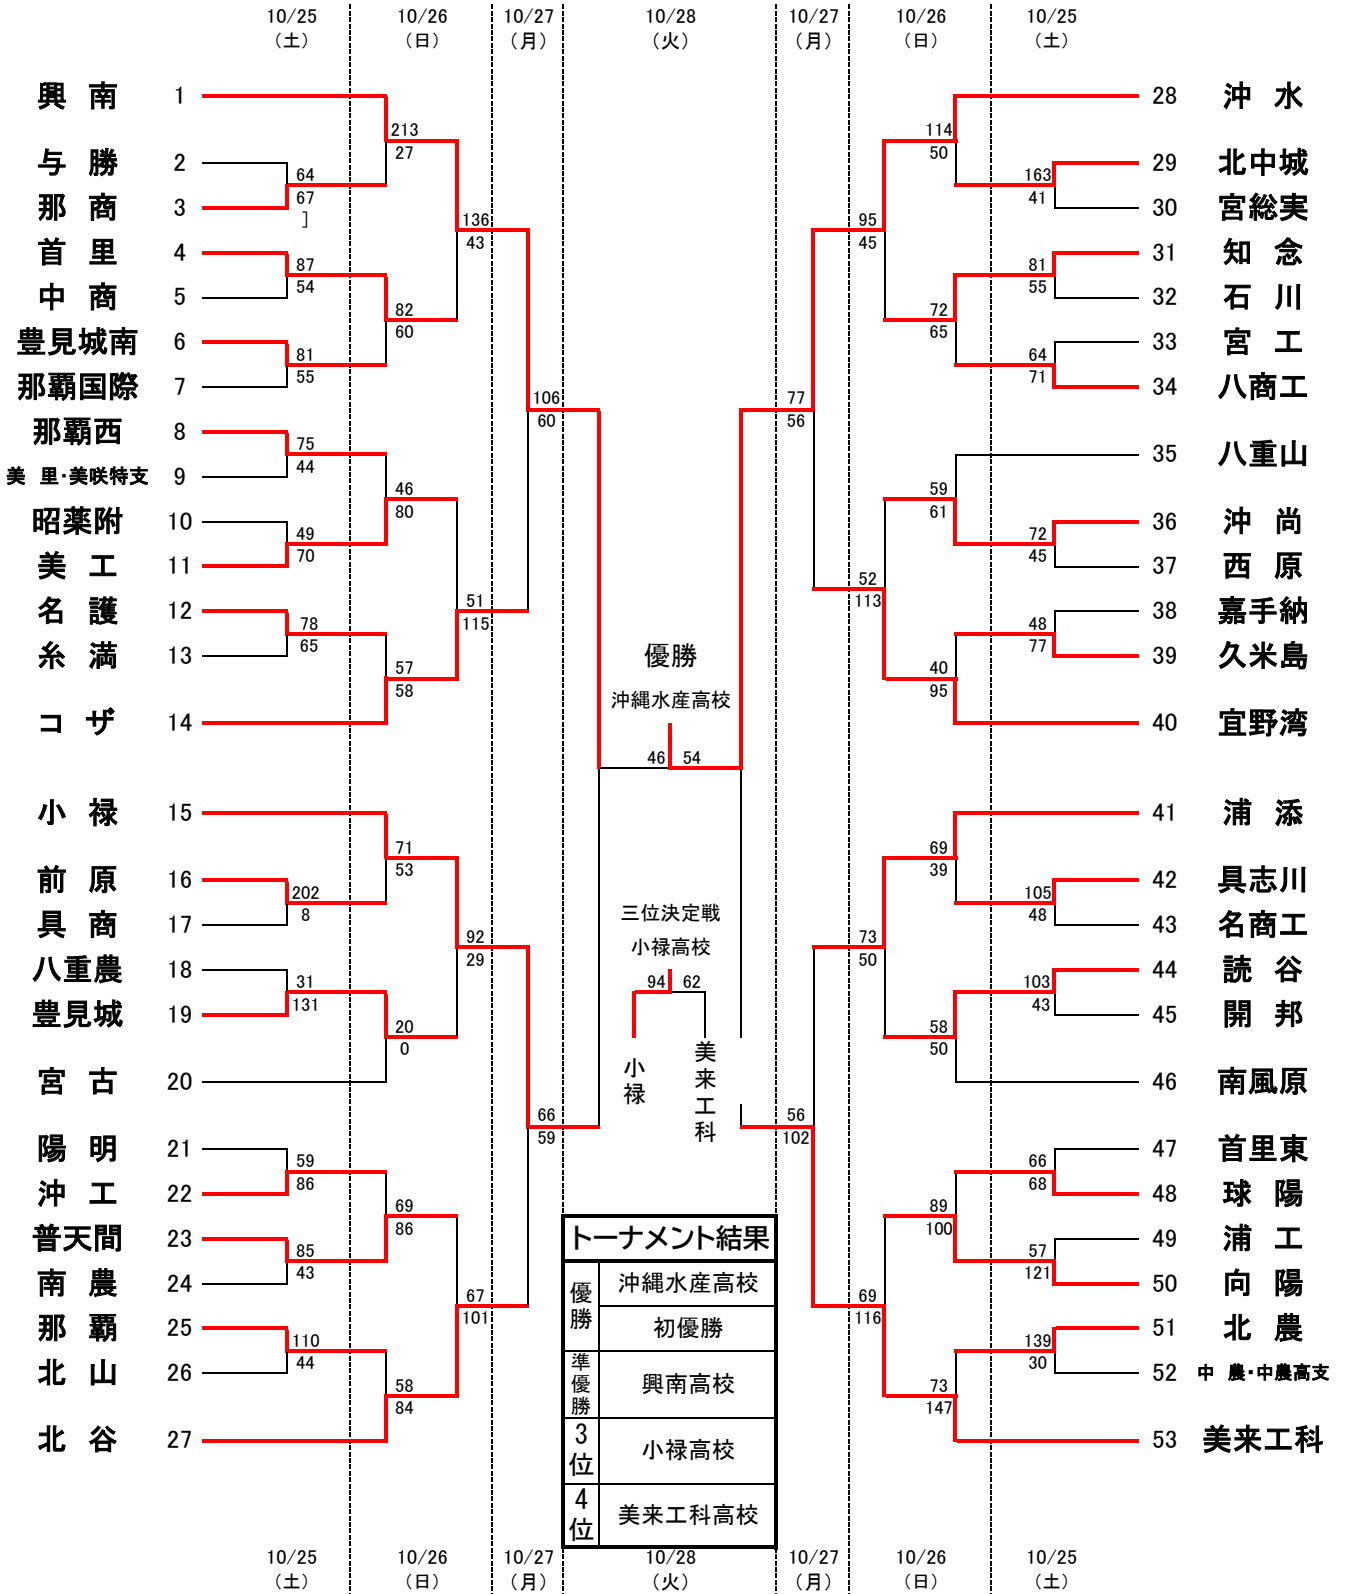 10/25 10/26 10/27 10/28 10/27 10/26 10/25
（土） （日） （月） （火） （月） （日） （土）
興 南 1 28 沖 水
213 114
27 50
与 勝 2 29 北中城
64 163
67 41
那 商 3 30 宮総実
]
136 95
43 45
首 里 4 31 知 念
87 81
54 55
中 商 5 32 石 川
82 72
60 65
豊見城南 6 33 宮 工
81 64
55 71
那覇国際 7 34 八商工
106 77
60 56
那覇西 8
75 35 八重山
44
美 里・美咲特支 9
46 59
80 61
昭薬附 10 36 沖 尚
49 72
70 45
美 工 11 37 西 原
52
113
名護 12 38 嘉手納
51 48
115 77
78
65
糸 満 13 39 久米島
優勝
57 40
58 95
沖縄水産高校
コ ザ 14 40 宜野湾
46 54
小 禄 15 41 浦 添
71 69
53 39
前 原 16 42 具志川
202 105
8 48
三位決定戦
具 商 17 43 名商工
92 73
29 50
小禄高校
八重農 18 44 読 谷
31 94 62 103
131 43
豊見城 19 45 開 邦
20 58
0 50
小禄
美来工科
宮 古 20 46 南風原
66 56
59 102
陽 明 21 47 首里東
59 66
86 68
沖 工 22 48 球 陽
69 89
86 100
トーナメント結果
普天間 23 49 浦 工
85 57
43 121
南 農 24 50 向 陽
優勝 沖縄水産高校
初優勝
67 69
101 116
那 覇 25 51 北 農
110 139
44 30
北 山 26 52 中 農・中農高支
準優勝 興南高校
58 73
84 147
北 谷 27 53 美来工科
3位 小禄高校
4位 美来工科高校
10/25 10/26 10/27 10/28 10/27 10/26 10/25
（土） （日） （月） （火） （月） （日） （土）